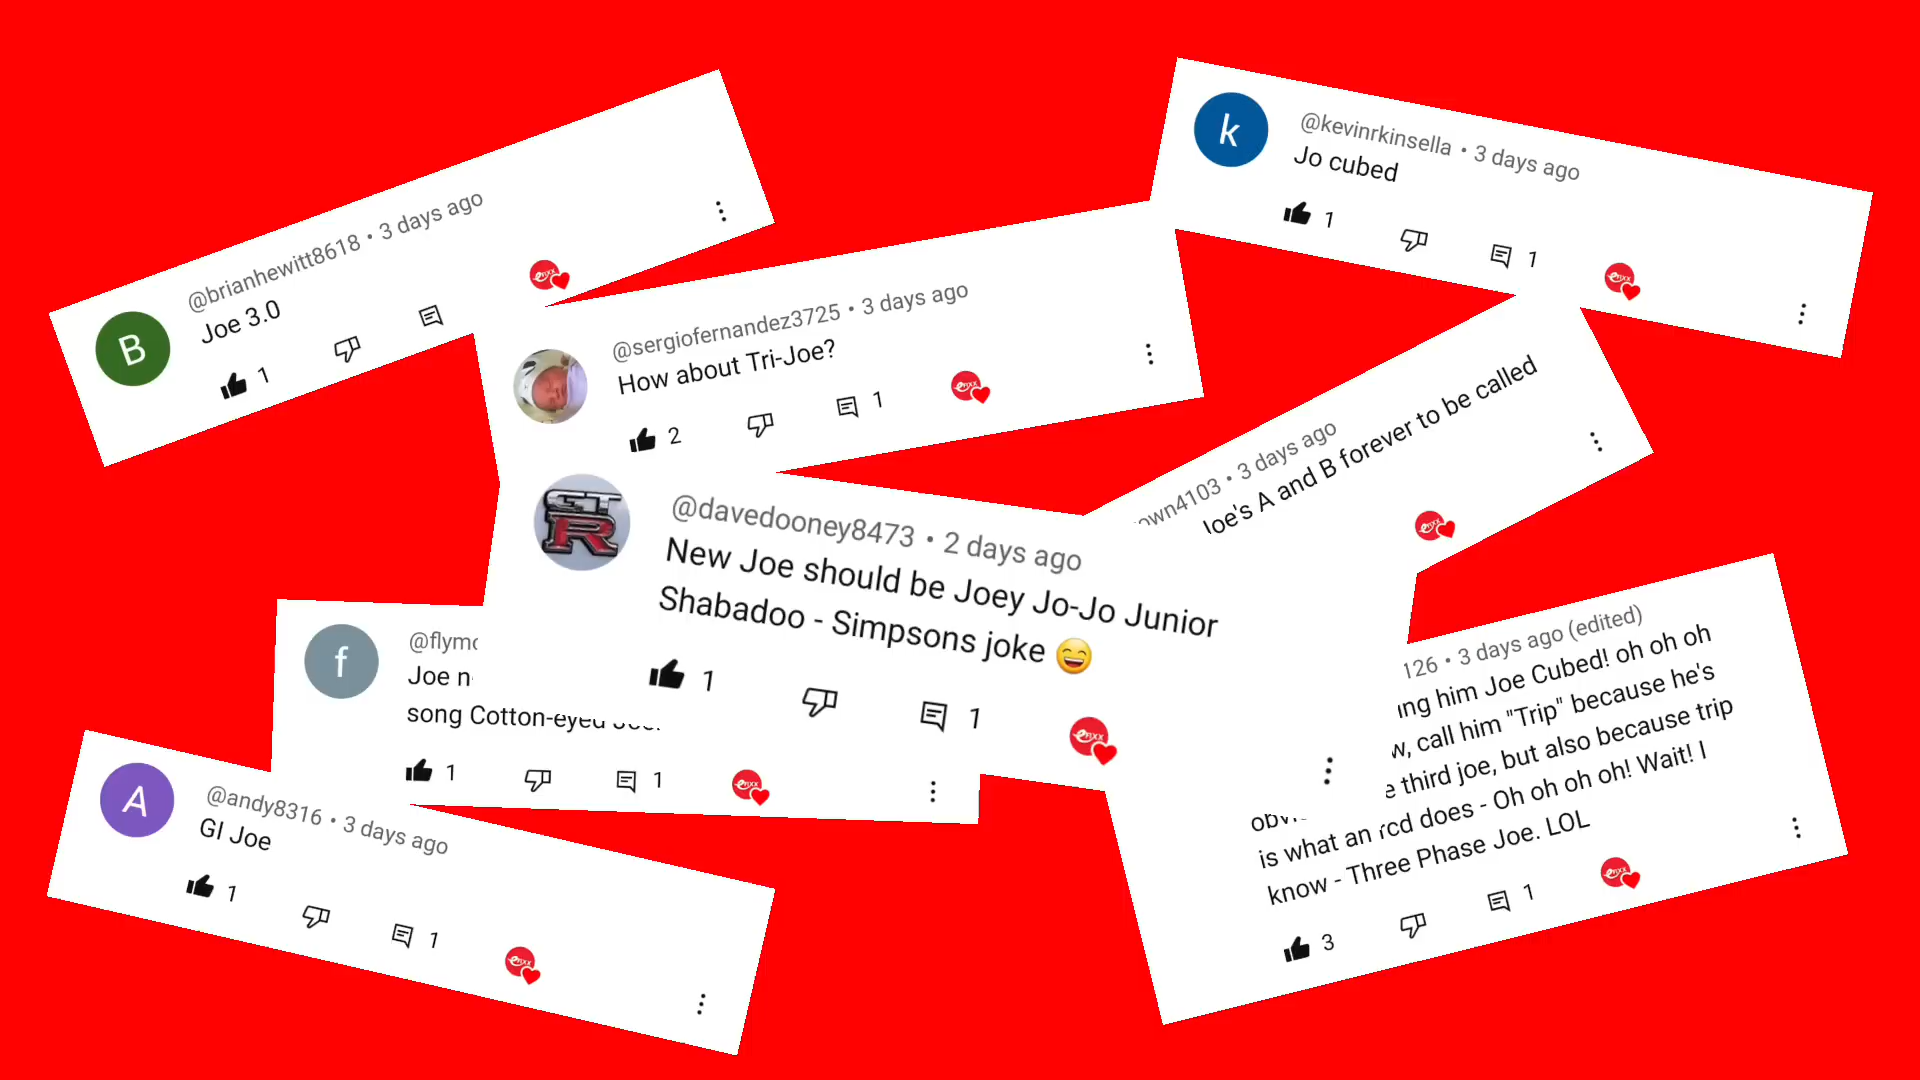 B
@brianhewitt8618 • 3 days ago
Joe 3.0
1
k
@kevinrkinsella • 3 days ago
Jo cubed
1
1
@sergiofernandez3725 • 3 days ago
How about Tri-Joe?
2
1
• 3 days ago
A and B forever to be called
GT
R
@davedooney8473 • 2 days ago
New Joe should be Joey Jo-Jo Junior
Shabadoo - Simpsons joke 😄
1
1
f
Joe
song Cotton-eyed
1
1
126 • 3 days ago (edited)
him Joe Cubed! oh oh oh
call him "Trip" because he's
third joe, but also because trip
is what an rcd does - Oh oh oh oh! Wait! I
know - Three Phase Joe. LOL
3
1
A
@andy8316 • 3 days ago
GI Joe
1
1